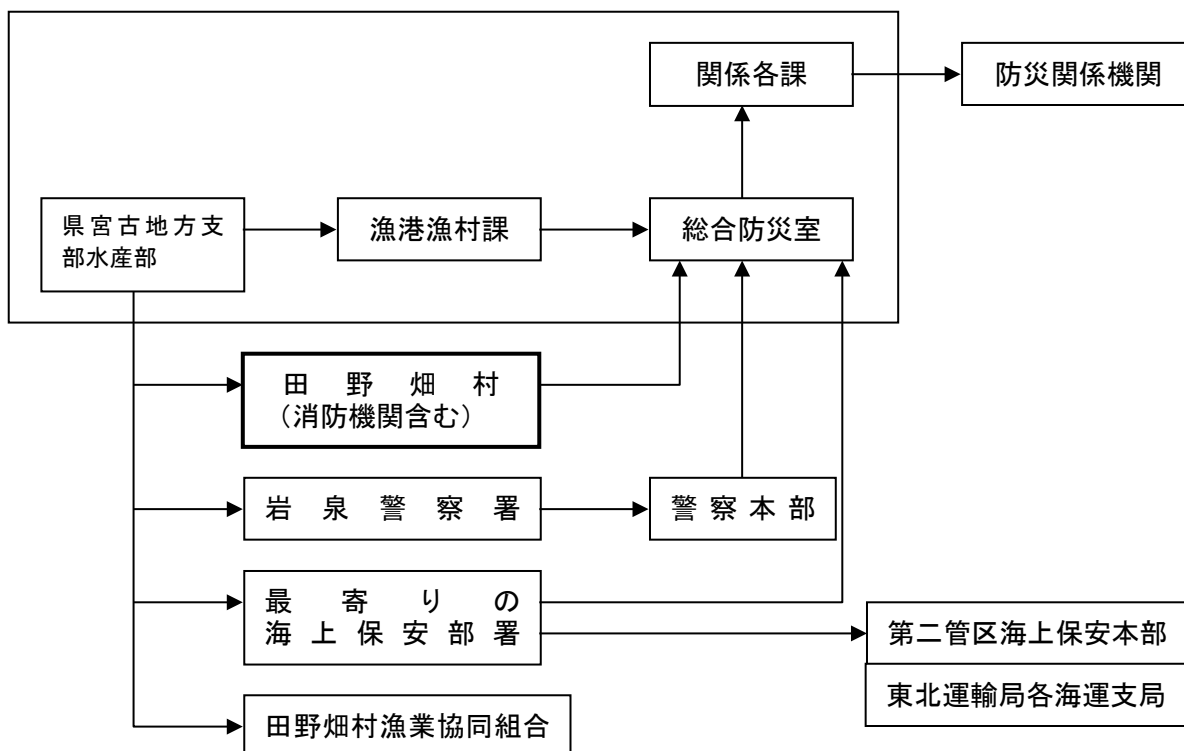 関係各課
防災関係機関
県宮古地方支
部水産部
漁港漁村課
総合防災室
田野畑村
（消防機関含む）
岩泉警察署
警察本部
最寄りの
海上保安部署
第二管区海上保安本部
東北運輸局各海運支局
田野畑村漁業協同組合